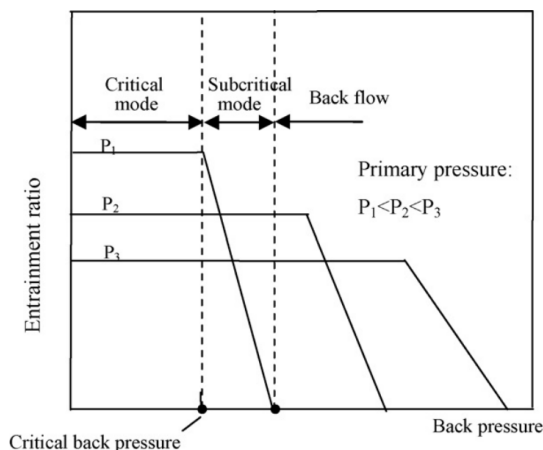 Critical
mode
Subcritical
mode
Back flow
P1
P2
P3
Primary pressure:
P1<P2<P3
Entrainment ratio
Back pressure
Critical back pressure